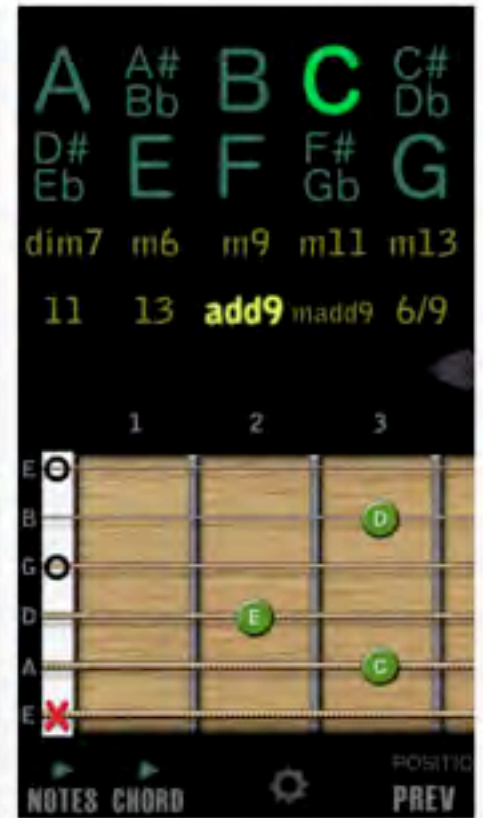 A A# Bb B C C# Db
D# Eb E F F# Gb G
dim7 m6 m9 m11 m13
11 13 add9 madd9 6/9
1 2 3
E
B D
G
D E
A C
E
POSITIO
NOTES CHORD PREV